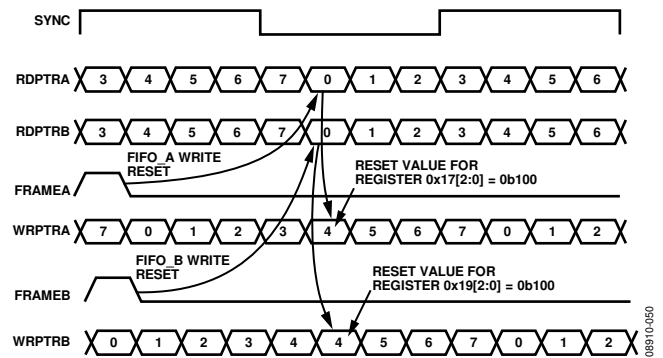 SYNC
RDPTRA 3 4 5 6 7 0 1 2 3 4 5 6
RDPTRB 3 4 5 6 7 0 1 2 3 4 5 6
FIFO_A WRITE
RESET
RESET VALUE FOR
REGISTER 0x17[2:0] = 0b100
FRAMEA
WRPTRA 7 0 1 2 3 4 5 6 7 0 1 2
FIFO_B WRITE
RESET
RESET VALUE FOR
REGISTER 0x19[2:0] = 0b100
FRAMEB
WRPTRB 0 1 2 3 4 4 5 6 7 0 1 2
08910-050